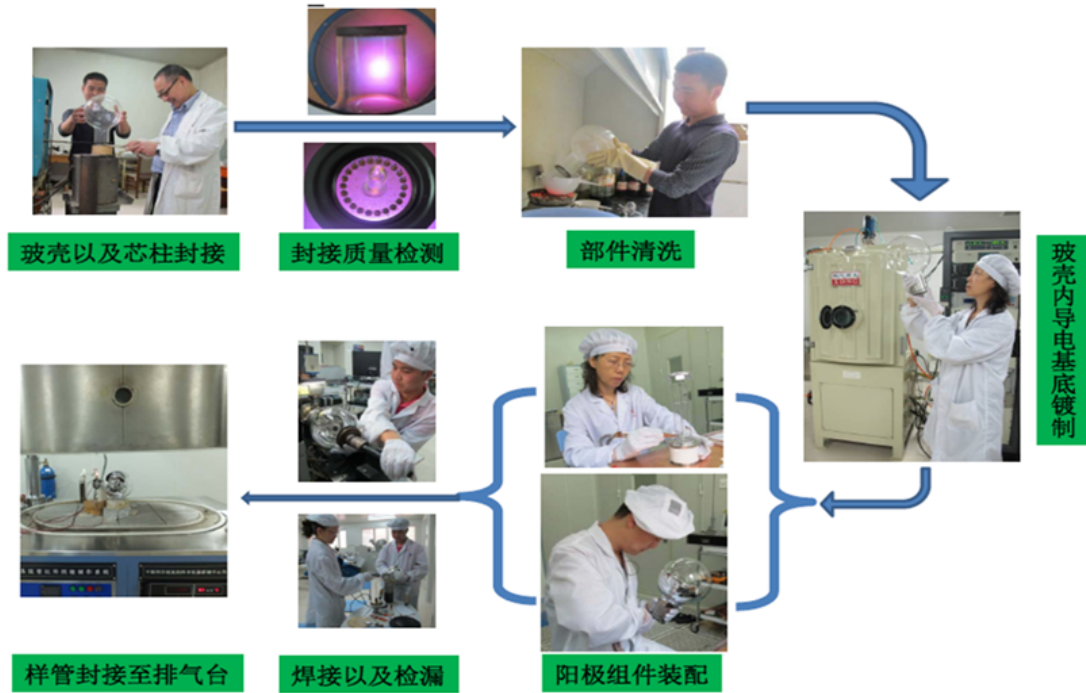 玻壳以及芯柱封接
封接质量检测
部件清洗
玻壳内导电基底镀制
样管封接至排气台
焊接以及检漏
阳极组件装配